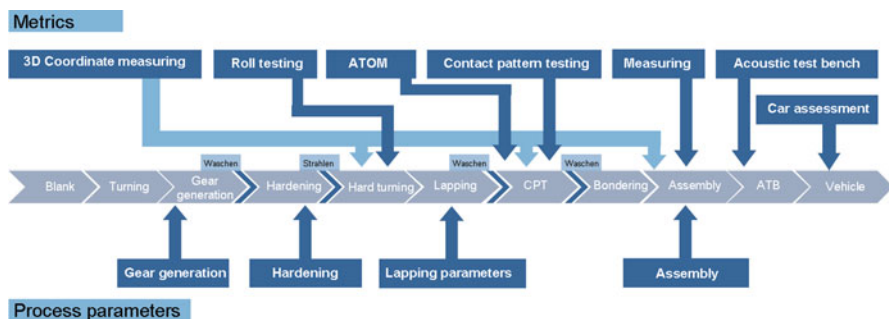 Metrics
3D Coordinate measuring
Roll testing
ATOM
Contact pattern testing
Measuring
Acoustic test bench
Car assessment
Waschen
Strahlen
Waschen
Waschen
Blank
Turning
Gear
generation
Hardening
Hard turning
Lapping
CPT
Bondering
Assembly
ATB
Vehicle
Gear generation
Hardening
Lapping parameters
Assembly
Process parameters